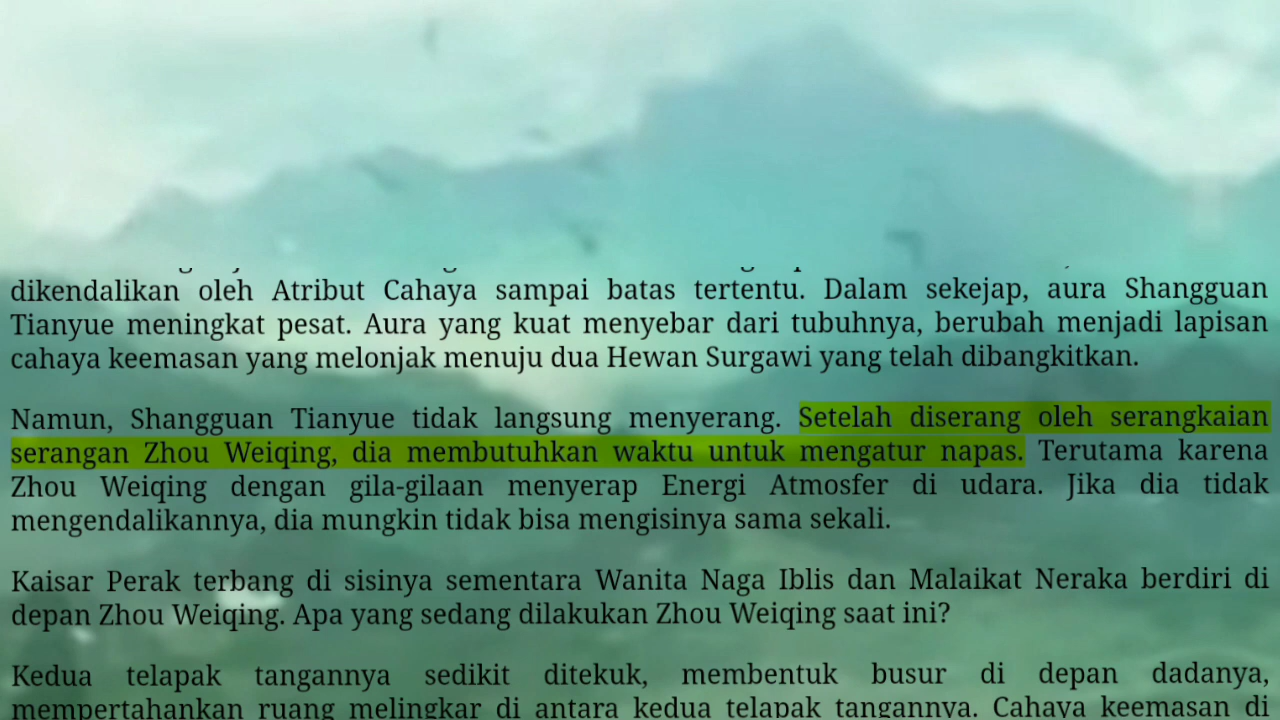 dikendalikan oleh Atribut Cahaya sampai batas tertentu. Dalam sekejap, aura Shangguan
Tianyue meningkat pesat. Aura yang kuat menyebar dari tubuhnya, berubah menjadi lapisan
cahaya keemasan yang melonjak menuju dua Hewan Surgawi yang telah dibangkitkan.
Namun, Shangguan Tianyue tidak langsung menyerang. Setelah diserang oleh serangkaian
serangan Zhou Weiqing, dia membutuhkan waktu untuk mengatur napas. Terutama karena
Zhou Weiqing dengan gila-gilaan menyerap Energi Atmosfer di udara. Jika dia tidak
mengendalikannya, dia mungkin tidak bisa mengisinya sama sekali.
Kaisar Perak terbang di sisinya sementara Wanita Naga Iblis dan Malaikat Neraka berdiri di
depan Zhou Weiqing. Apa yang sedang dilakukan Zhou Weiqing saat ini?
Kedua telapak tangannya sedikit ditekuk, membentuk busur di depan dadanya,
mempertahankan ruang melingkar di antara kedua telapak tangannya. Cahaya keemasan di